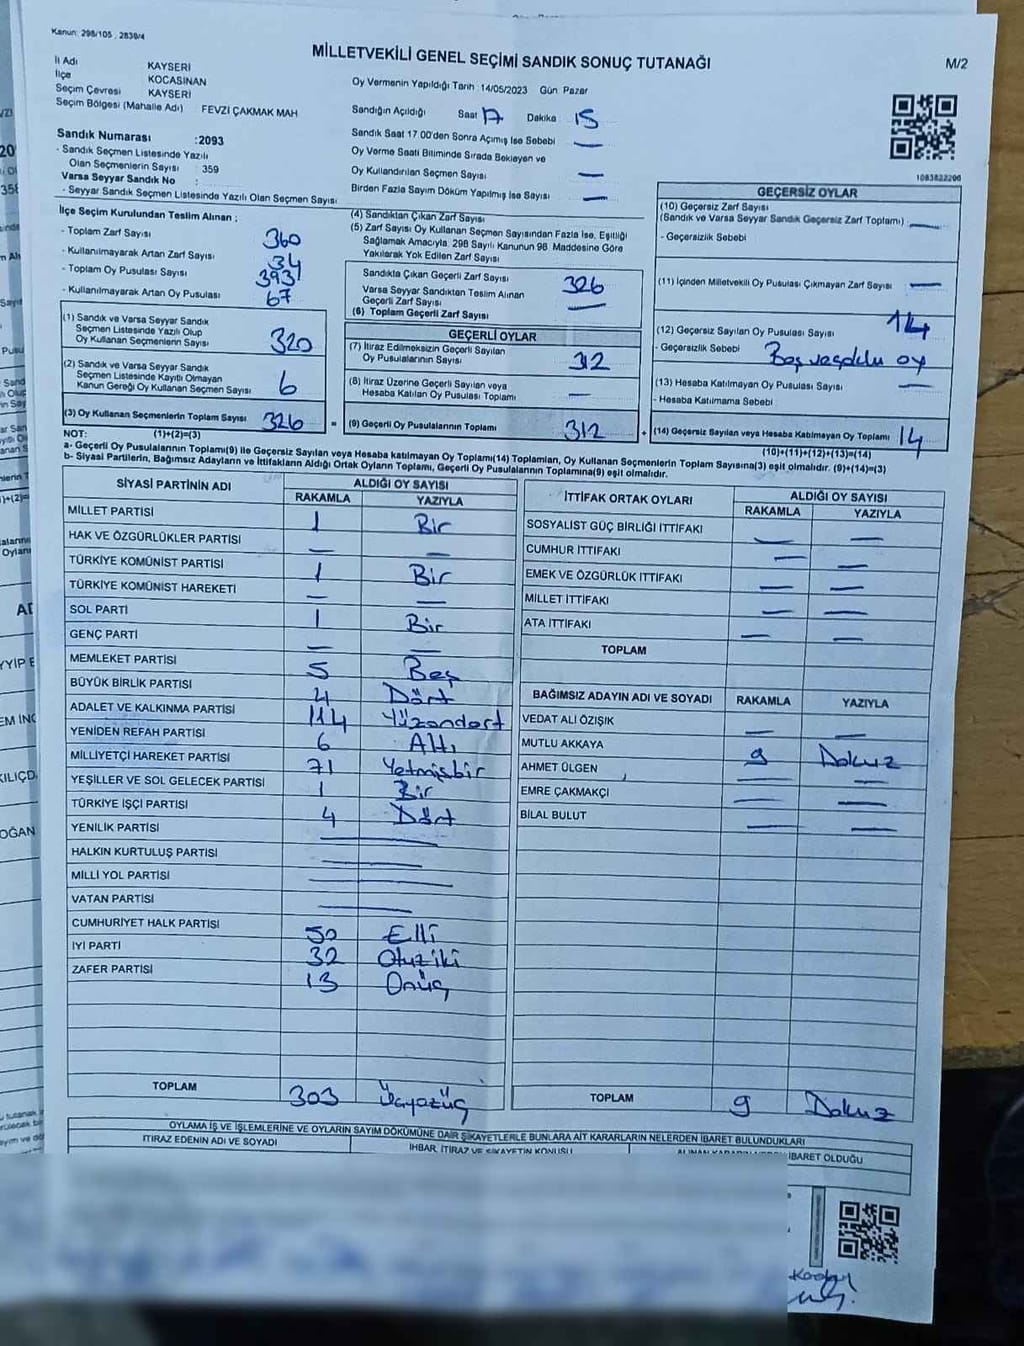 Kanun: 298/105 , 2839/4
MİLLETVEKİLİ GENEL SEÇİMİ SANDIK SONUÇ TUTANAĞI
M/2
İl Adı KAYSERİ
İlçe KOCASİNAN
Seçim Çevresi KAYSERİ
Seçim Bölgesi (Mahalle Adı) FEVZİ ÇAKMAK MAH
Sandık Numarası :2093
- Sandık Seçmen Listesinde Yazılı
Olan Seçmenlerin Sayısı : 359
Varsa Seyyar Sandık No :
- Seyyar Sandık Seçmen Listesinde Yazılı Olan Seçmen Sayısı
Oy Vermenin Yapıldığı Tarih 14/05/2023 Gün Pazar
Sandığın Açıldığı Saat 17 Dakika 15
Sandık Saat 17.00'den Sonra Açılmış İse Sebebi —
Oy Verme Saati Bitiminde Sırada Bekleyen ve
Oy Kullandırılan Seçmen Sayısı —
Birden Fazla Sayım Döküm Yapılmış İse Sayısı —
1083822206
İlçe Seçim Kurulundan Teslim Alınan :
- Toplam Zarf Sayısı 360
- Kullanılmayarak Artan Zarf Sayısı 34
- Toplam Oy Pusulası Sayısı 393
- Kullanılmayarak Artan Oy Pusulası 67
(1) Sandık ve Varsa Seyyar Sandık
Seçmen Listesinde Yazılı Olup
Oy Kullanan Seçmenlerin Sayısı 320
(2) Sandık ve Varsa Seyyar Sandık
Seçmen Listesinde Kayıtlı Olmayan
Kanun Gereği Oy Kullanan Seçmen Sayısı 6
(3) Oy Kullanan Seçmenlerin Toplam Sayısı 326
(4) Sandıktan Çıkan Zarf Sayısı
(5) Zarf Sayısı Oy Kullanan Seçmen Sayısından Fazla İse, Eşitliği
Sağlamak Amacıyla, 298 Sayılı Kanunun 98. Maddesine Göre
Yakılarak Yok Edilen Zarf Sayısı
Sandıkta Çıkan Geçerli Zarf Sayısı 326
Varsa Seyyar Sandıktan Teslim Alınan
Geçerli Zarf Sayısı —
(6) Toplam Geçerli Zarf Sayısı
GEÇERLİ OYLAR
(7) İtiraz Edilmeksizin Geçerli Sayılan
Oy Pusulalarının Sayısı 312
(8) İtiraz Üzerine Geçerli Sayılan veya
Hesaba Katılan Oy Pusulası Toplamı —
= (9) Geçerli Oy Pusulalarının Toplamı 312
GEÇERSİZ OYLAR
(10) Geçersiz Zarf Sayısı
(Sandık ve Varsa Seyyar Sandık Geçersiz Zarf Toplamı) —
- Geçersizlik Sebebi
(11) İçinden Milletvekili Oy Pusulası Çıkmayan Zarf Sayısı —
(12) Geçersiz Sayılan Oy Pusulası Sayısı 14
- Geçersizlik Sebebi
(13) Hesaba Katılmayan Oy Pusulası Sayısı —
- Hesaba Katılmama Sebebi
+ (14) Geçersiz Sayılan veya Hesaba Katılmayan Oy Toplamı 14
NOT: (1)+(2)=(3) (10)+(11)+(12)+(13)=(14)
a- Geçerli Oy Pusulaları Toplamı(9) ile Geçersiz Sayılan veya Hesaba katılmayan Oy Toplamı(14) Toplamları, Oy Kullanan Seçmenlerin Toplam Sayısına(3) eşit olmalıdır. (9)+(14)=(3)
b- Siyasi Partilerin, Bağımsız Adayların ve İttifakların Aldığı Ortak Oyların Toplamı, Geçerli Oy Pusulalarının Toplamına(9) eşit olmalıdır.
SİYASİ PARTİNİN ADI ALDIĞI OY SAYISI
RAKAMLA YAZIYLA
MİLLET PARTİSİ 1 Bir
HAK VE ÖZGÜRLÜKLER PARTİSİ — —
TÜRKİYE KOMÜNİST PARTİSİ 1 Bir
TÜRKİYE KOMÜNİST HAREKETİ — —
SOL PARTİ 1 Bir
GENÇ PARTİ — —
MEMLEKET PARTİSİ 5 Beş
BÜYÜK BİRLİK PARTİSİ 4 Dört
ADALET VE KALKINMA PARTİSİ 114 Yüzondört
YENİDEN REFAH PARTİSİ 6 Altı
MİLLİYETÇİ HAREKET PARTİSİ 71 Yetmişbir
YEŞİLLER VE SOL GELECEK PARTİSİ 1 Bir
TÜRKİYE İŞÇİ PARTİSİ 4 Dört
YENİLİK PARTİSİ —
HALKIN KURTULUŞ PARTİSİ —
MİLLİ YOL PARTİSİ —
VATAN PARTİSİ —
CUMHURİYET HALK PARTİSİ 50 Elli
İYİ PARTİ 32 Otuziki
ZAFER PARTİSİ 13 Onüç
TOPLAM 303 Üçyüzüç
İTTİFAK ORTAK OYLARI ALDIĞI OY SAYISI
RAKAMLA YAZIYLA
SOSYALİST GÜÇ BİRLİĞİ İTTİFAKI — —
CUMHUR İTTİFAKI — —
EMEK VE ÖZGÜRLÜK İTTİFAKI — —
MİLLET İTTİFAKI — —
ATA İTTİFAKI — —
TOPLAM
BAĞIMSIZ ADAYIN ADI VE SOYADI RAKAMLA YAZIYLA
VEDAT ALİ ÖZIŞIK — —
MUTLU AKKAYA 9 Dokuz
AHMET ÜLGEN — —
EMRE ÇAKMAKÇI — —
BİLAL BULUT — —
TOPLAM 9 Dokuz
OYLAMA İŞ VE İŞLEMLERİNE VE OYLARIN SAYIM DÖKÜMÜNE DAİR ŞİKAYETLERLE BUNLARA AİT KARARLARIN NELERDEN İBARET BULUNDUKLARI
İTİRAZ EDENİN ADI VE SOYADI
İHBAR, İTİRAZ VE ŞİKAYETİN KONUSU
İBARET OLDUĞU